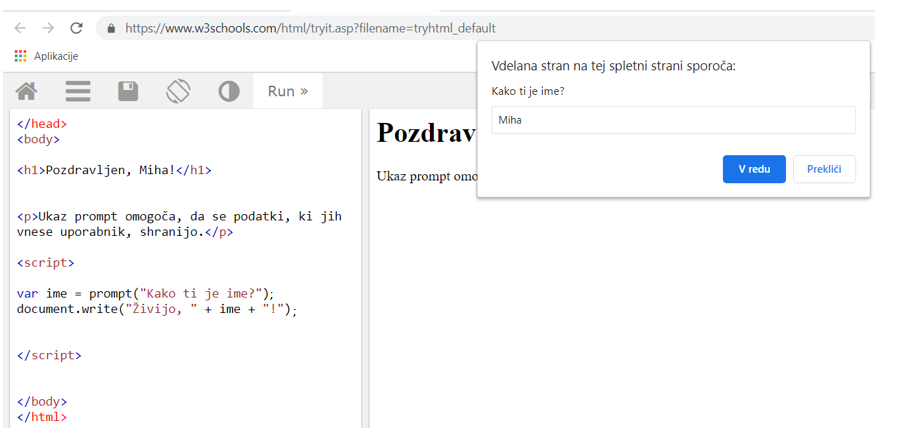 https://www.w3schools.com/html/tryit.asp?filename=tryhtml_default
Aplikacije
Run »
</head>
<body>
<h1>Pozdravljen, Miha!</h1>
<p>Ukaz prompt omogoča, da se podatki, ki jih
vnese uporabnik, shranijo.</p>
<script>
var ime = prompt("Kako ti je ime?");
document.write("Živijo, " + ime + "!");
</script>
</body>
</html>
Pozdrav
Ukaz prompt omo
Vdelana stran na tej spletni strani sporoča:
Kako ti je ime?
Miha
V redu
Prekliči